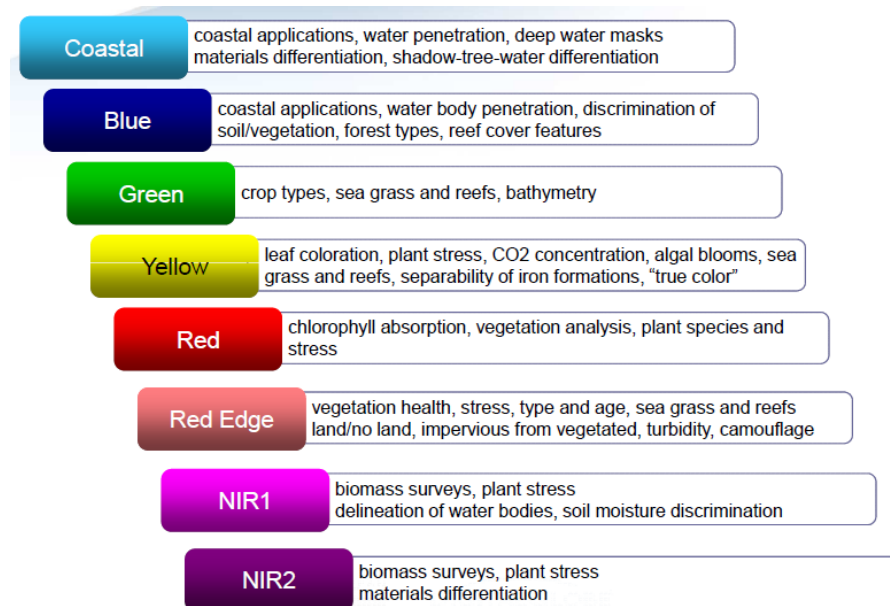 Coastal
coastal applications, water penetration, deep water masks
materials differentiation, shadow-tree-water differentiation
Blue
coastal applications, water body penetration, discrimination of
soil/vegetation, forest types, reef cover features
Green
crop types, sea grass and reefs, bathymetry
Yellow
leaf coloration, plant stress, CO2 concentration, algal blooms, sea
grass and reefs, separability of iron formations, “true color”
Red
chlorophyll absorption, vegetation analysis, plant species and
stress
Red Edge
vegetation health, stress, type and age, sea grass and reefs
land/no land, impervious from vegetated, turbidity, camouflage
NIR1
biomass surveys, plant stress
delineation of water bodies, soil moisture discrimination
NIR2
biomass surveys, plant stress
materials differentiation